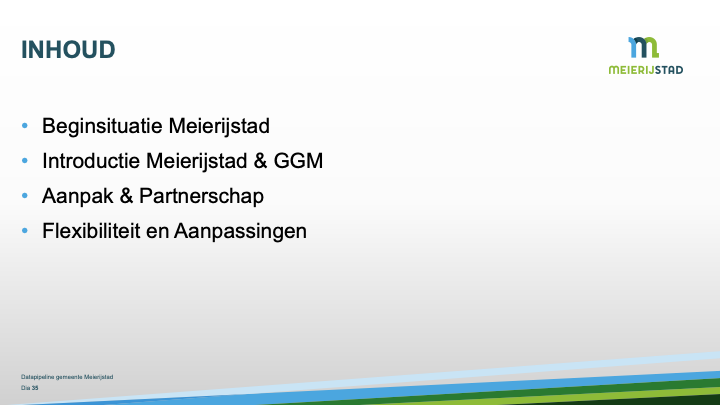 INHOUD
MEIERIJSTAD
• Beginsituatie Meierijstad
• Introductie Meierijstad & GGM
• Aanpak & Partnerschap
• Flexibiliteit en Aanpassingen
Datapipeline gemeente Meierijstad
Dia 35